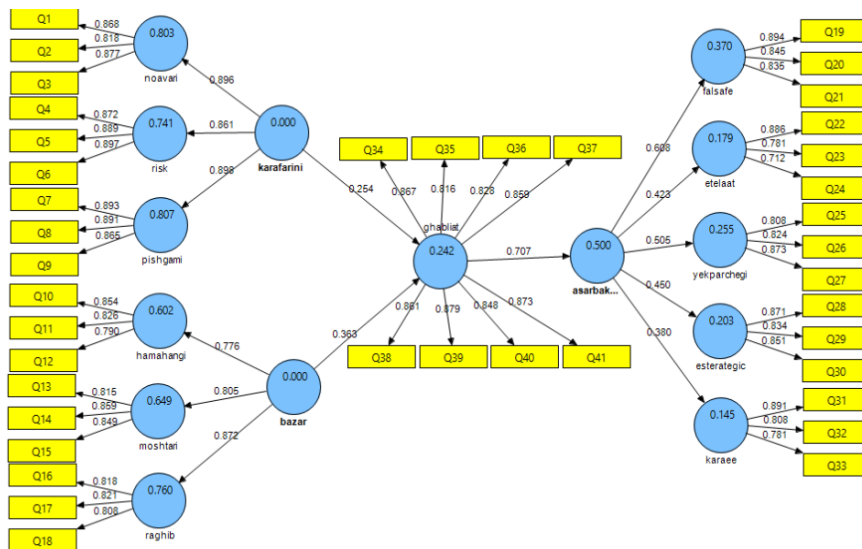 Q1
0.868
Q2
0.818
Q3
0.877
0.803
noavari
0.896
Q4
0.872
Q5
0.889
Q6
0.897
0.741
risk
0.861
Q7
0.893
Q8
0.891
Q9
0.865
0.807
pishgami
0.898
0.000
karafarini
0.254
Q10
0.854
Q11
0.826
Q12
0.790
0.602
hamahangi
0.776
Q13
0.815
Q14
0.859
Q15
0.849
0.649
moshtari
0.805
Q16
0.818
Q17
0.821
Q18
0.808
0.760
raghib
0.872
0.000
bazar
0.363
Q34
Q35
Q36
Q37
0.867
0.816
0.828
0.859
ghabliat
0.242
0.707
0.861
0.879
0.848
0.873
Q38
Q39
Q40
Q41
0.500
asarbak...
0.608
0.423
0.505
0.450
0.380
0.370
falsafe
0.894
Q19
0.845
Q20
0.835
Q21
0.179
etelaat
0.886
Q22
0.781
Q23
0.712
Q24
0.255
yekparchegi
0.808
Q25
0.824
Q26
0.873
Q27
0.203
esterategic
0.871
Q28
0.834
Q29
0.851
Q30
0.145
karaee
0.891
Q31
0.808
Q32
0.781
Q33